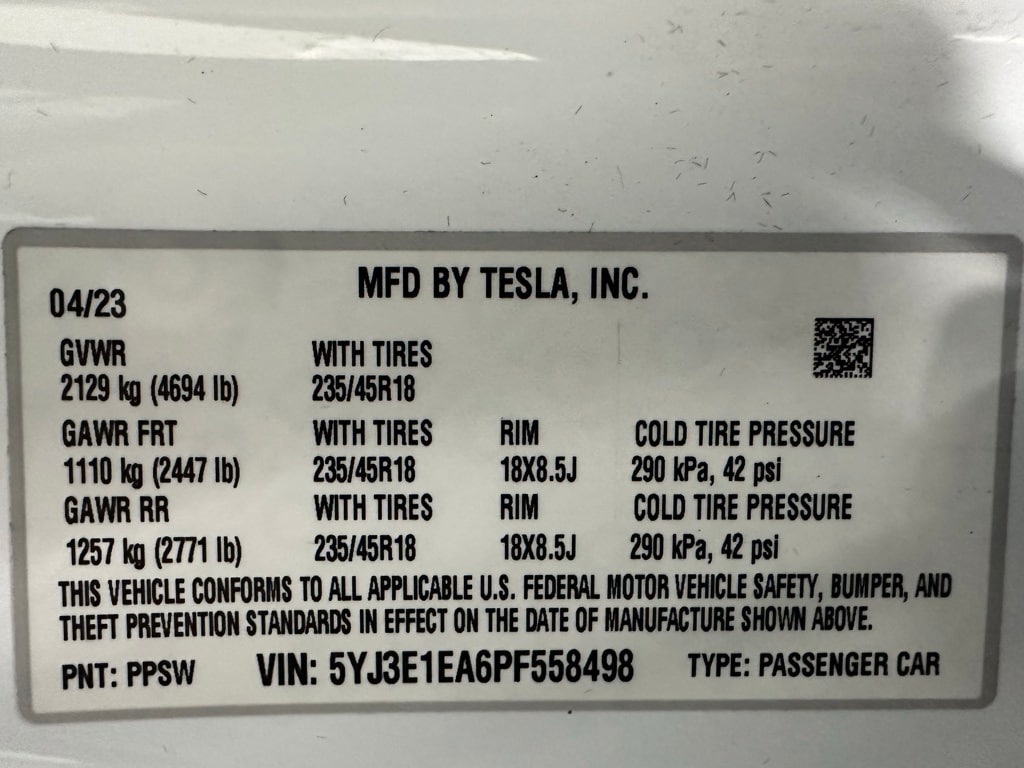 MFD BY TESLA, INC.
04/23
GVWR WITH TIRES
2129 kg (4694 lb) 235/45R18
GAWR FRT WITH TIRES RIM COLD TIRE PRESSURE
1110 kg (2447 lb) 235/45R18 18X8.5J 290 kPa, 42 psi
GAWR RR WITH TIRES RIM COLD TIRE PRESSURE
1257 kg (2771 lb) 235/45R18 18X8.5J 290 kPa, 42 psi
THIS VEHICLE CONFORMS TO ALL APPLICABLE U.S. FEDERAL MOTOR VEHICLE SAFETY, BUMPER, AND
THEFT PREVENTION STANDARDS IN EFFECT ON THE DATE OF MANUFACTURE SHOWN ABOVE.
PNT: PPSW VIN: 5YJ3E1EA6PF558498 TYPE: PASSENGER CAR